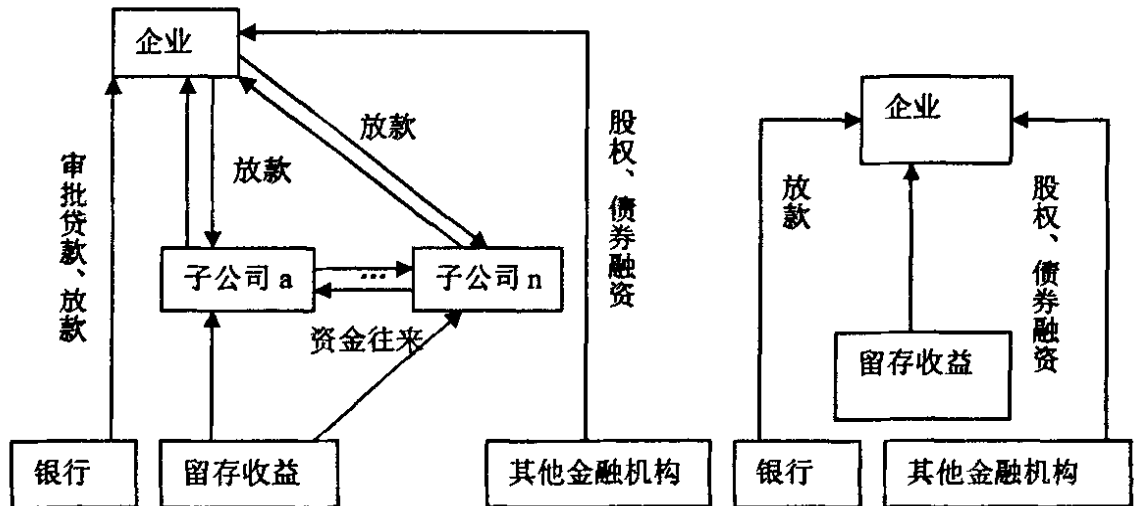 企业
放款
放款
审批贷款、放款
股权、债券融资
子公司 a
...
子公司 n
资金往来
银行
留存收益
其他金融机构
企业
放款
股权、债券融资
留存收益
银行
其他金融机构